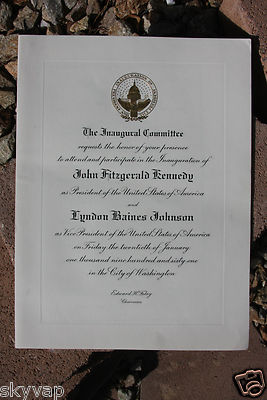 The Inaugural Committee
requests the honor of your presence
to attend and participate in the Inauguration of
John Fitzgerald Kennedy
as President of the United States of America
and
Lyndon Baines Johnson
as Vice President of the United States of America
on Friday the twentieth of January
one thousand nine hundred and sixty one
in the City of Washington
Edward H. Foley
Chairman
skyvap